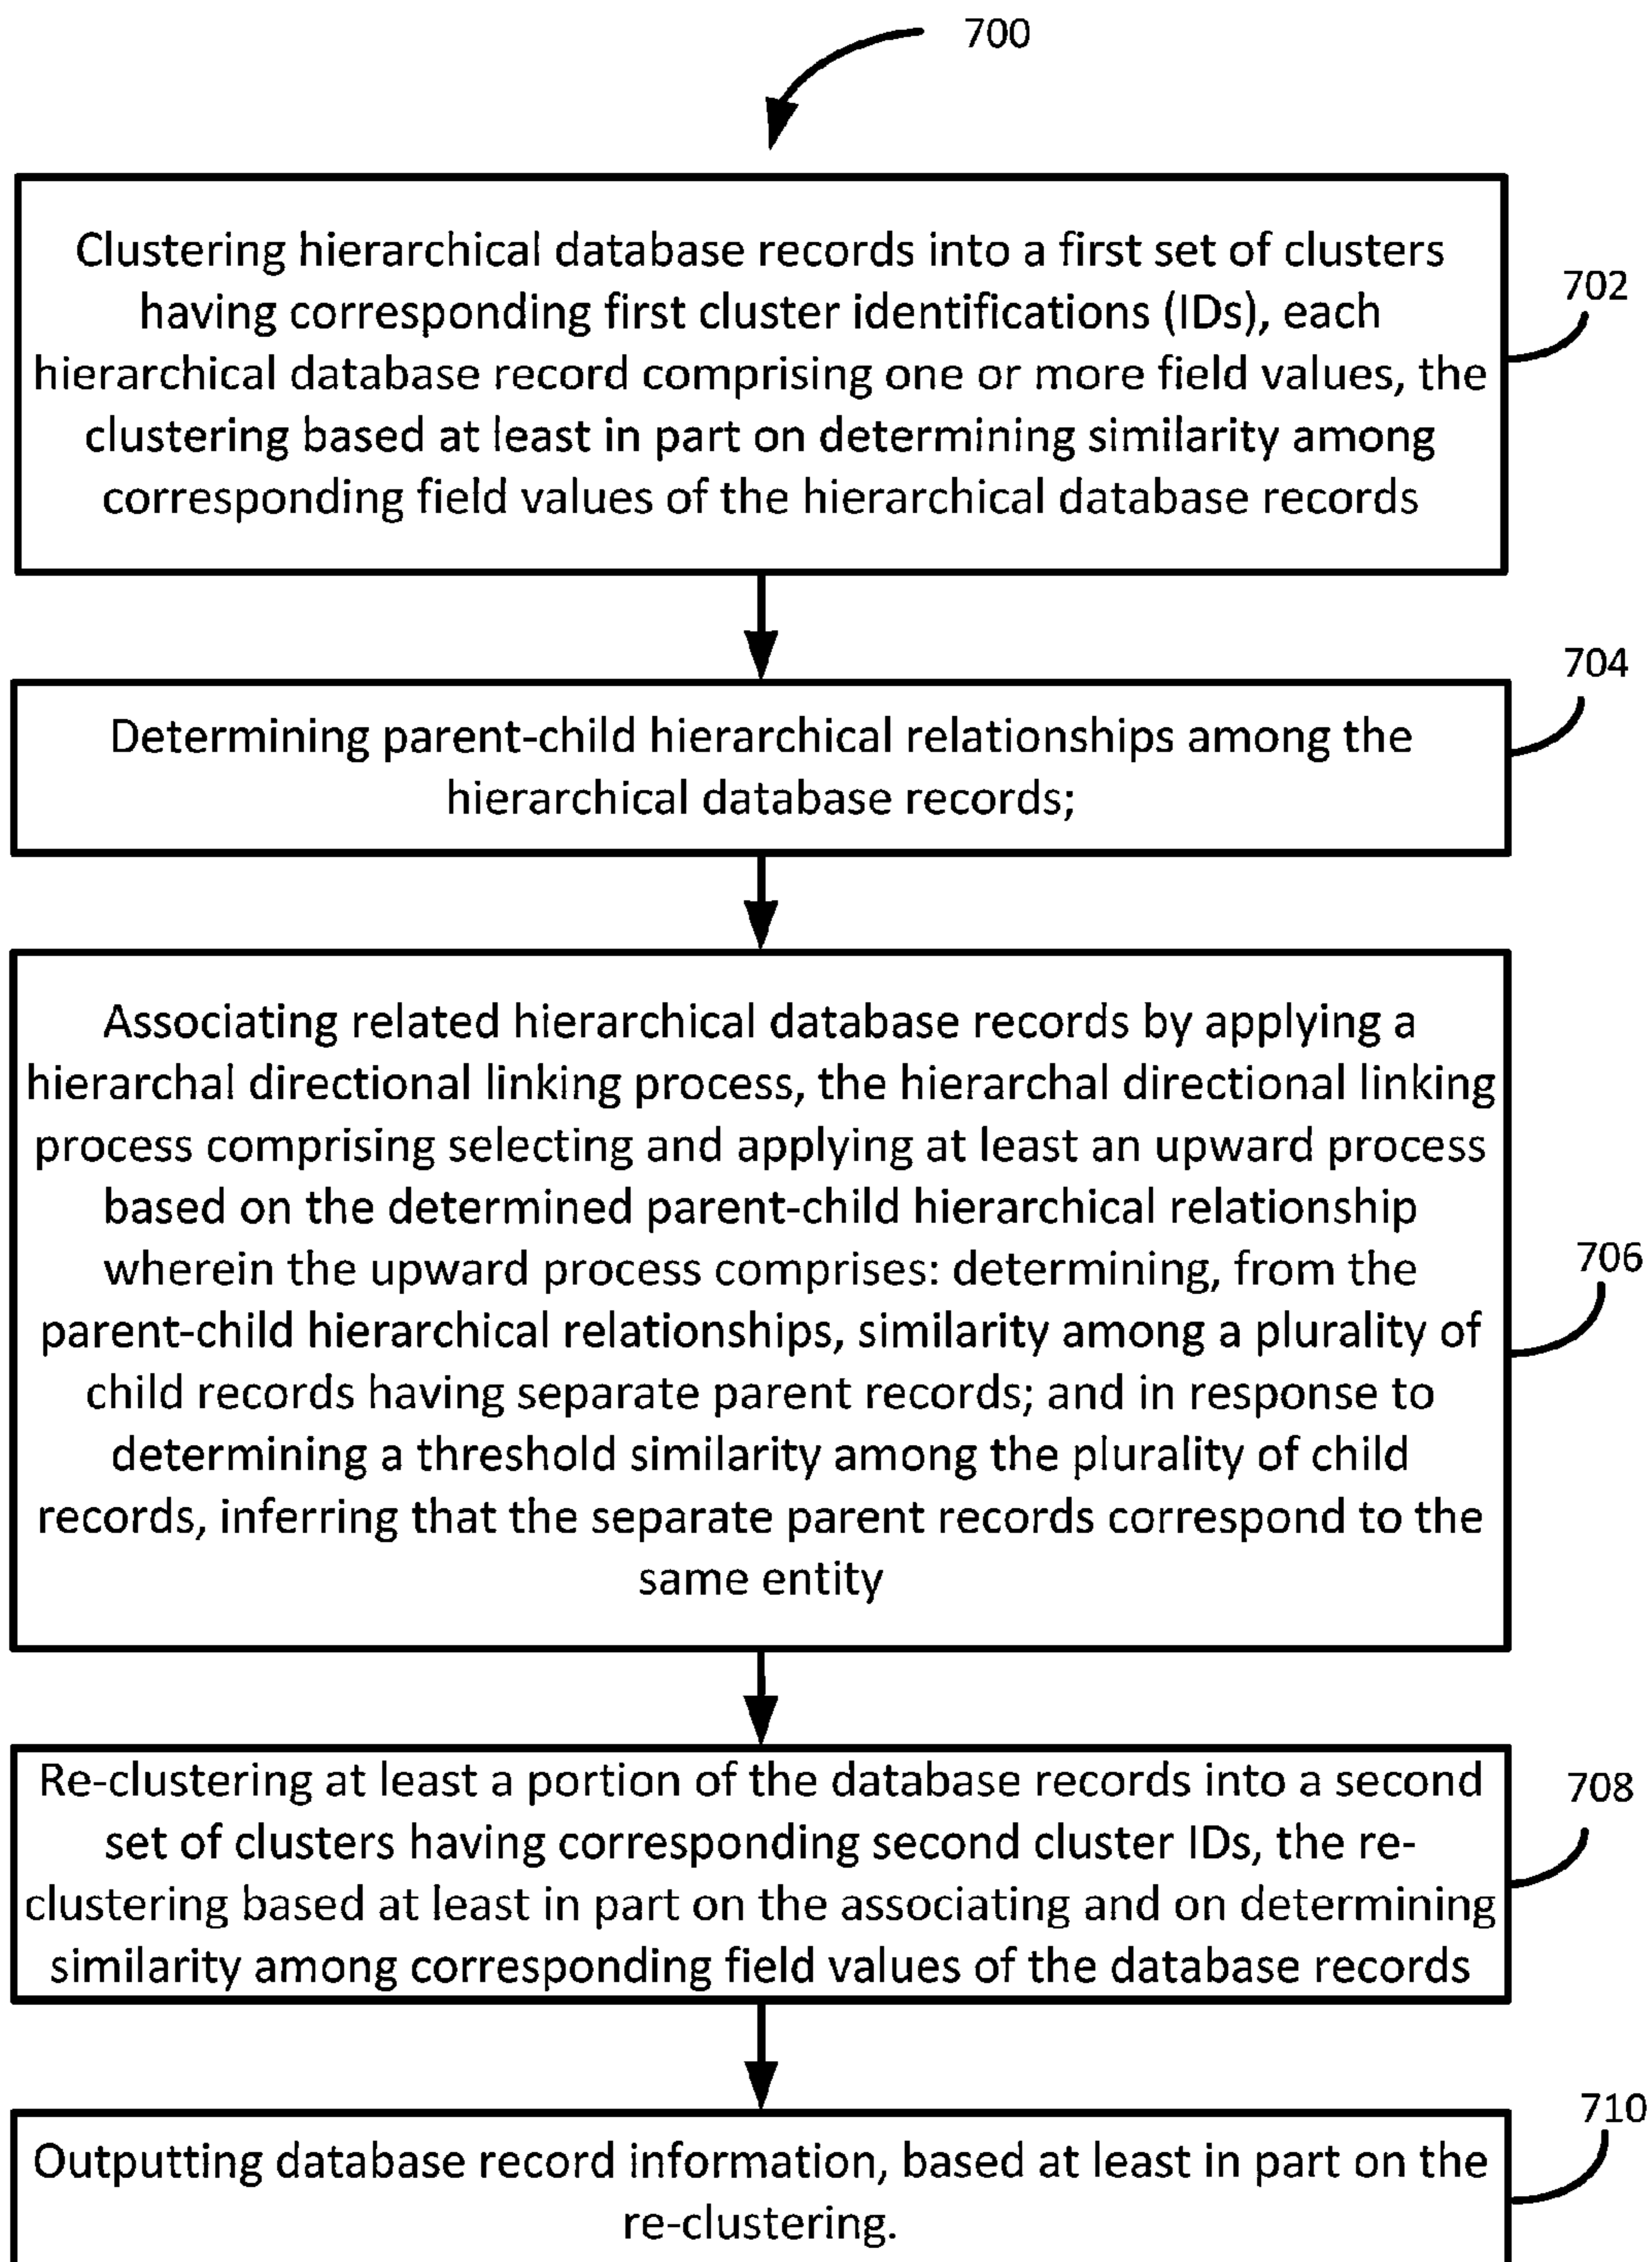 700
Clustering hierarchical database records into a first set of clusters
having corresponding first cluster identifications (IDs), each
hierarchical database record comprising one or more field values, the
clustering based at least in part on determining similarity among
corresponding field values of the hierarchical database records
702
Determining parent-child hierarchical relationships among the
hierarchical database records;
704
Associating related hierarchical database records by applying a
hierarchal directional linking process, the hierarchal directional linking
process comprising selecting and applying at least an upward process
based on the determined parent-child hierarchical relationship
wherein the upward process comprises: determining, from the
parent-child hierarchical relationships, similarity among a plurality of
child records having separate parent records; and in response to
determining a threshold similarity among the plurality of child
records, inferring that the separate parent records correspond to the
same entity
706
Re-clustering at least a portion of the database records into a second
set of clusters having corresponding second cluster IDs, the re-
clustering based at least in part on the associating and on determining
similarity among corresponding field values of the database records
708
Outputting database record information, based at least in part on the
re-clustering.
710